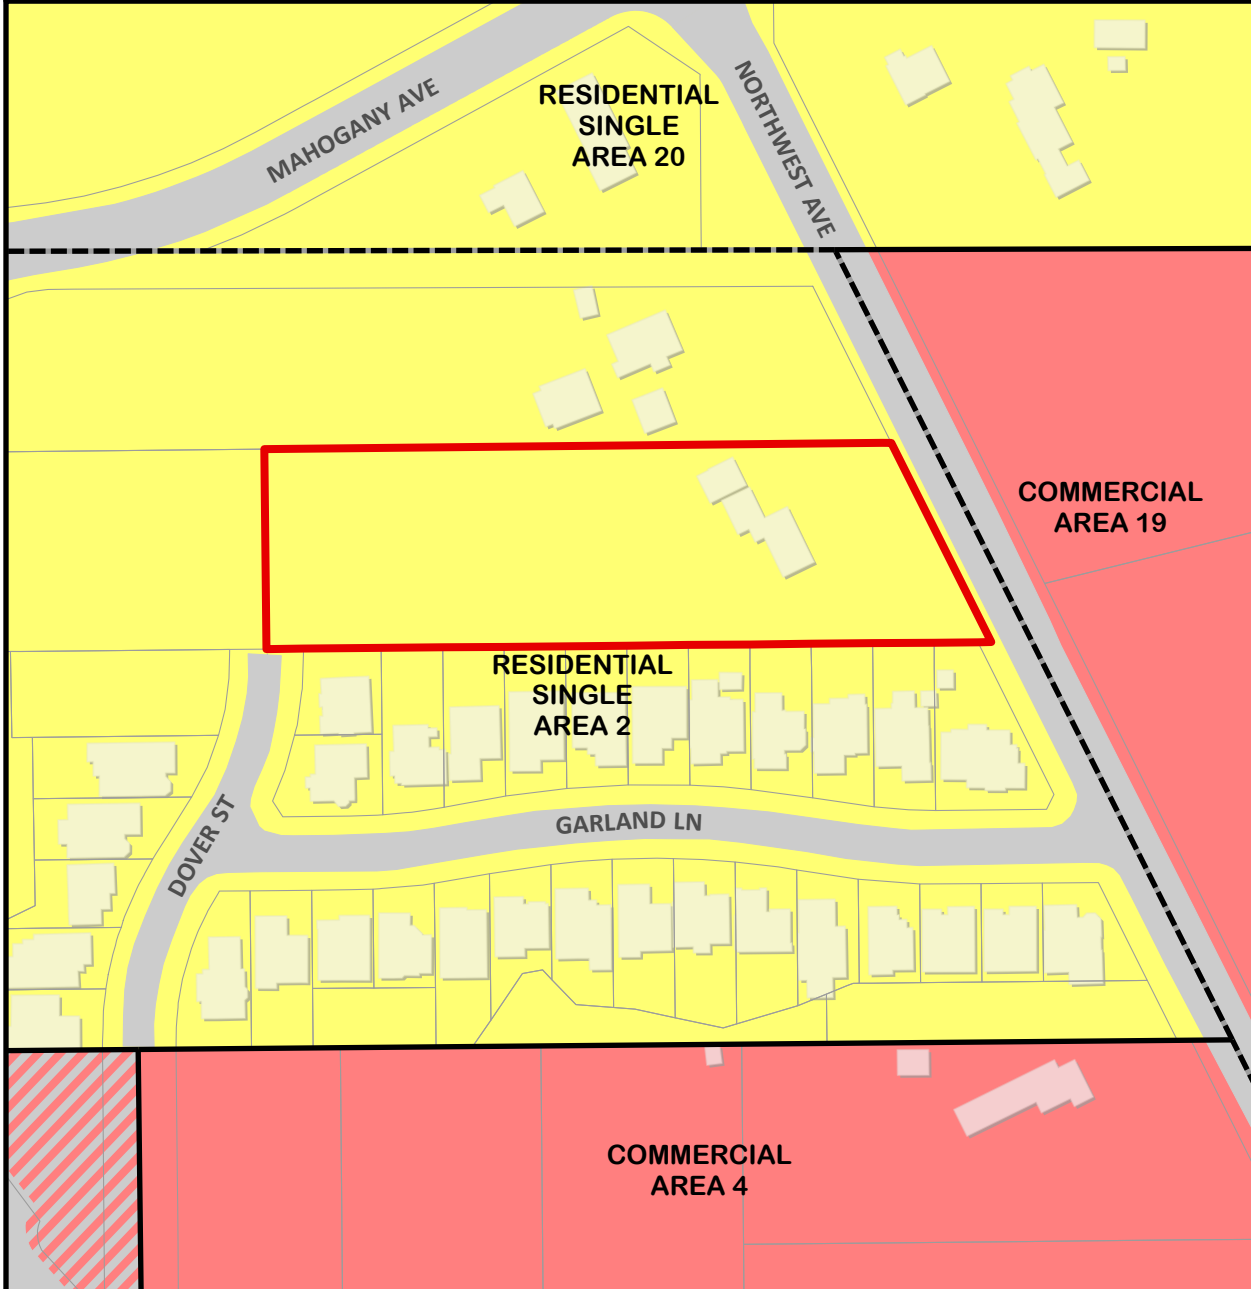 MAHOGANY AVE
RESIDENTIAL
SINGLE
AREA 20
NORTHWEST AVE
COMMERCIAL
AREA 19
RESIDENTIAL
SINGLE
AREA 2
GARLAND LN
DOVER ST
COMMERCIAL
AREA 4